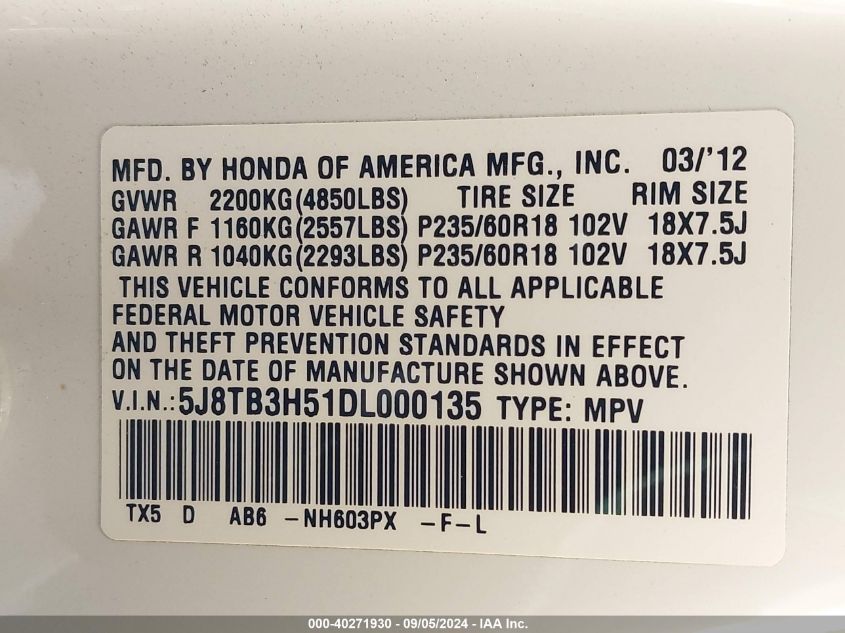 MFD. BY HONDA OF AMERICA MFG., INC. 03/'12
GVWR 2200KG(4850LBS) TIRE SIZE RIM SIZE
GAWR F 1160KG(2557LBS) P235/60R18 102V 18X7.5J
GAWR R 1040KG(2293LBS) P235/60R18 102V 18X7.5J
THIS VEHICLE CONFORMS TO ALL APPLICABLE
FEDERAL MOTOR VEHICLE SAFETY
AND THEFT PREVENTION STANDARDS IN EFFECT
ON THE DATE OF MANUFACTURE SHOWN ABOVE.
V.I.N.:5J8TB3H51DL000135 TYPE: MPV
TX5 D AB6 -NH603PX -F-L
000-40271930 - 09/05/2024 - IAA Inc.